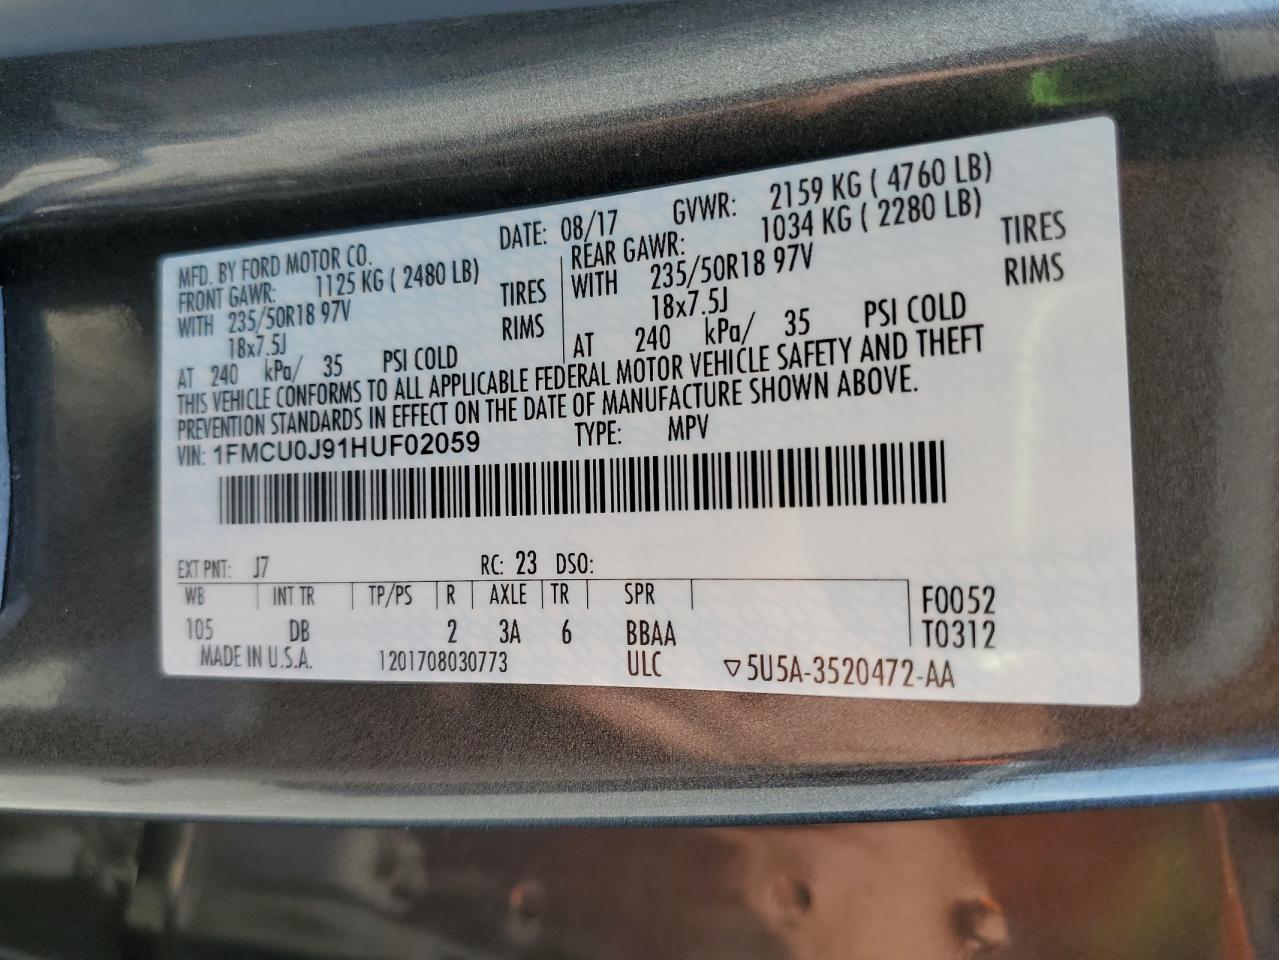 MFD. BY FORD MOTOR CO. DATE: 08/17 GVWR: 2159 KG ( 4760 LB)
FRONT GAWR: 1125 KG ( 2480 LB) REAR GAWR: 1034 KG ( 2280 LB)
WITH 235/50R18 97V TIRES WITH 235/50R18 97V TIRES
18x7.5J RIMS 18x7.5J RIMS
AT 240 kPa/ 35 PSI COLD AT 240 kPa/ 35 PSI COLD
THIS VEHICLE CONFORMS TO ALL APPLICABLE FEDERAL MOTOR VEHICLE SAFETY AND THEFT
PREVENTION STANDARDS IN EFFECT ON THE DATE OF MANUFACTURE SHOWN ABOVE.
VIN: 1FMCU0J91HUF02059 TYPE: MPV
EXT PNT: J7 RC: 23 DSO:
WB INT TR TP/PS R AXLE TR SPR F0052
105 DB 2 3A 6 BBAA T0312
MADE IN U.S.A. 1201708030773 ULC ▽5U5A-3520472-AA